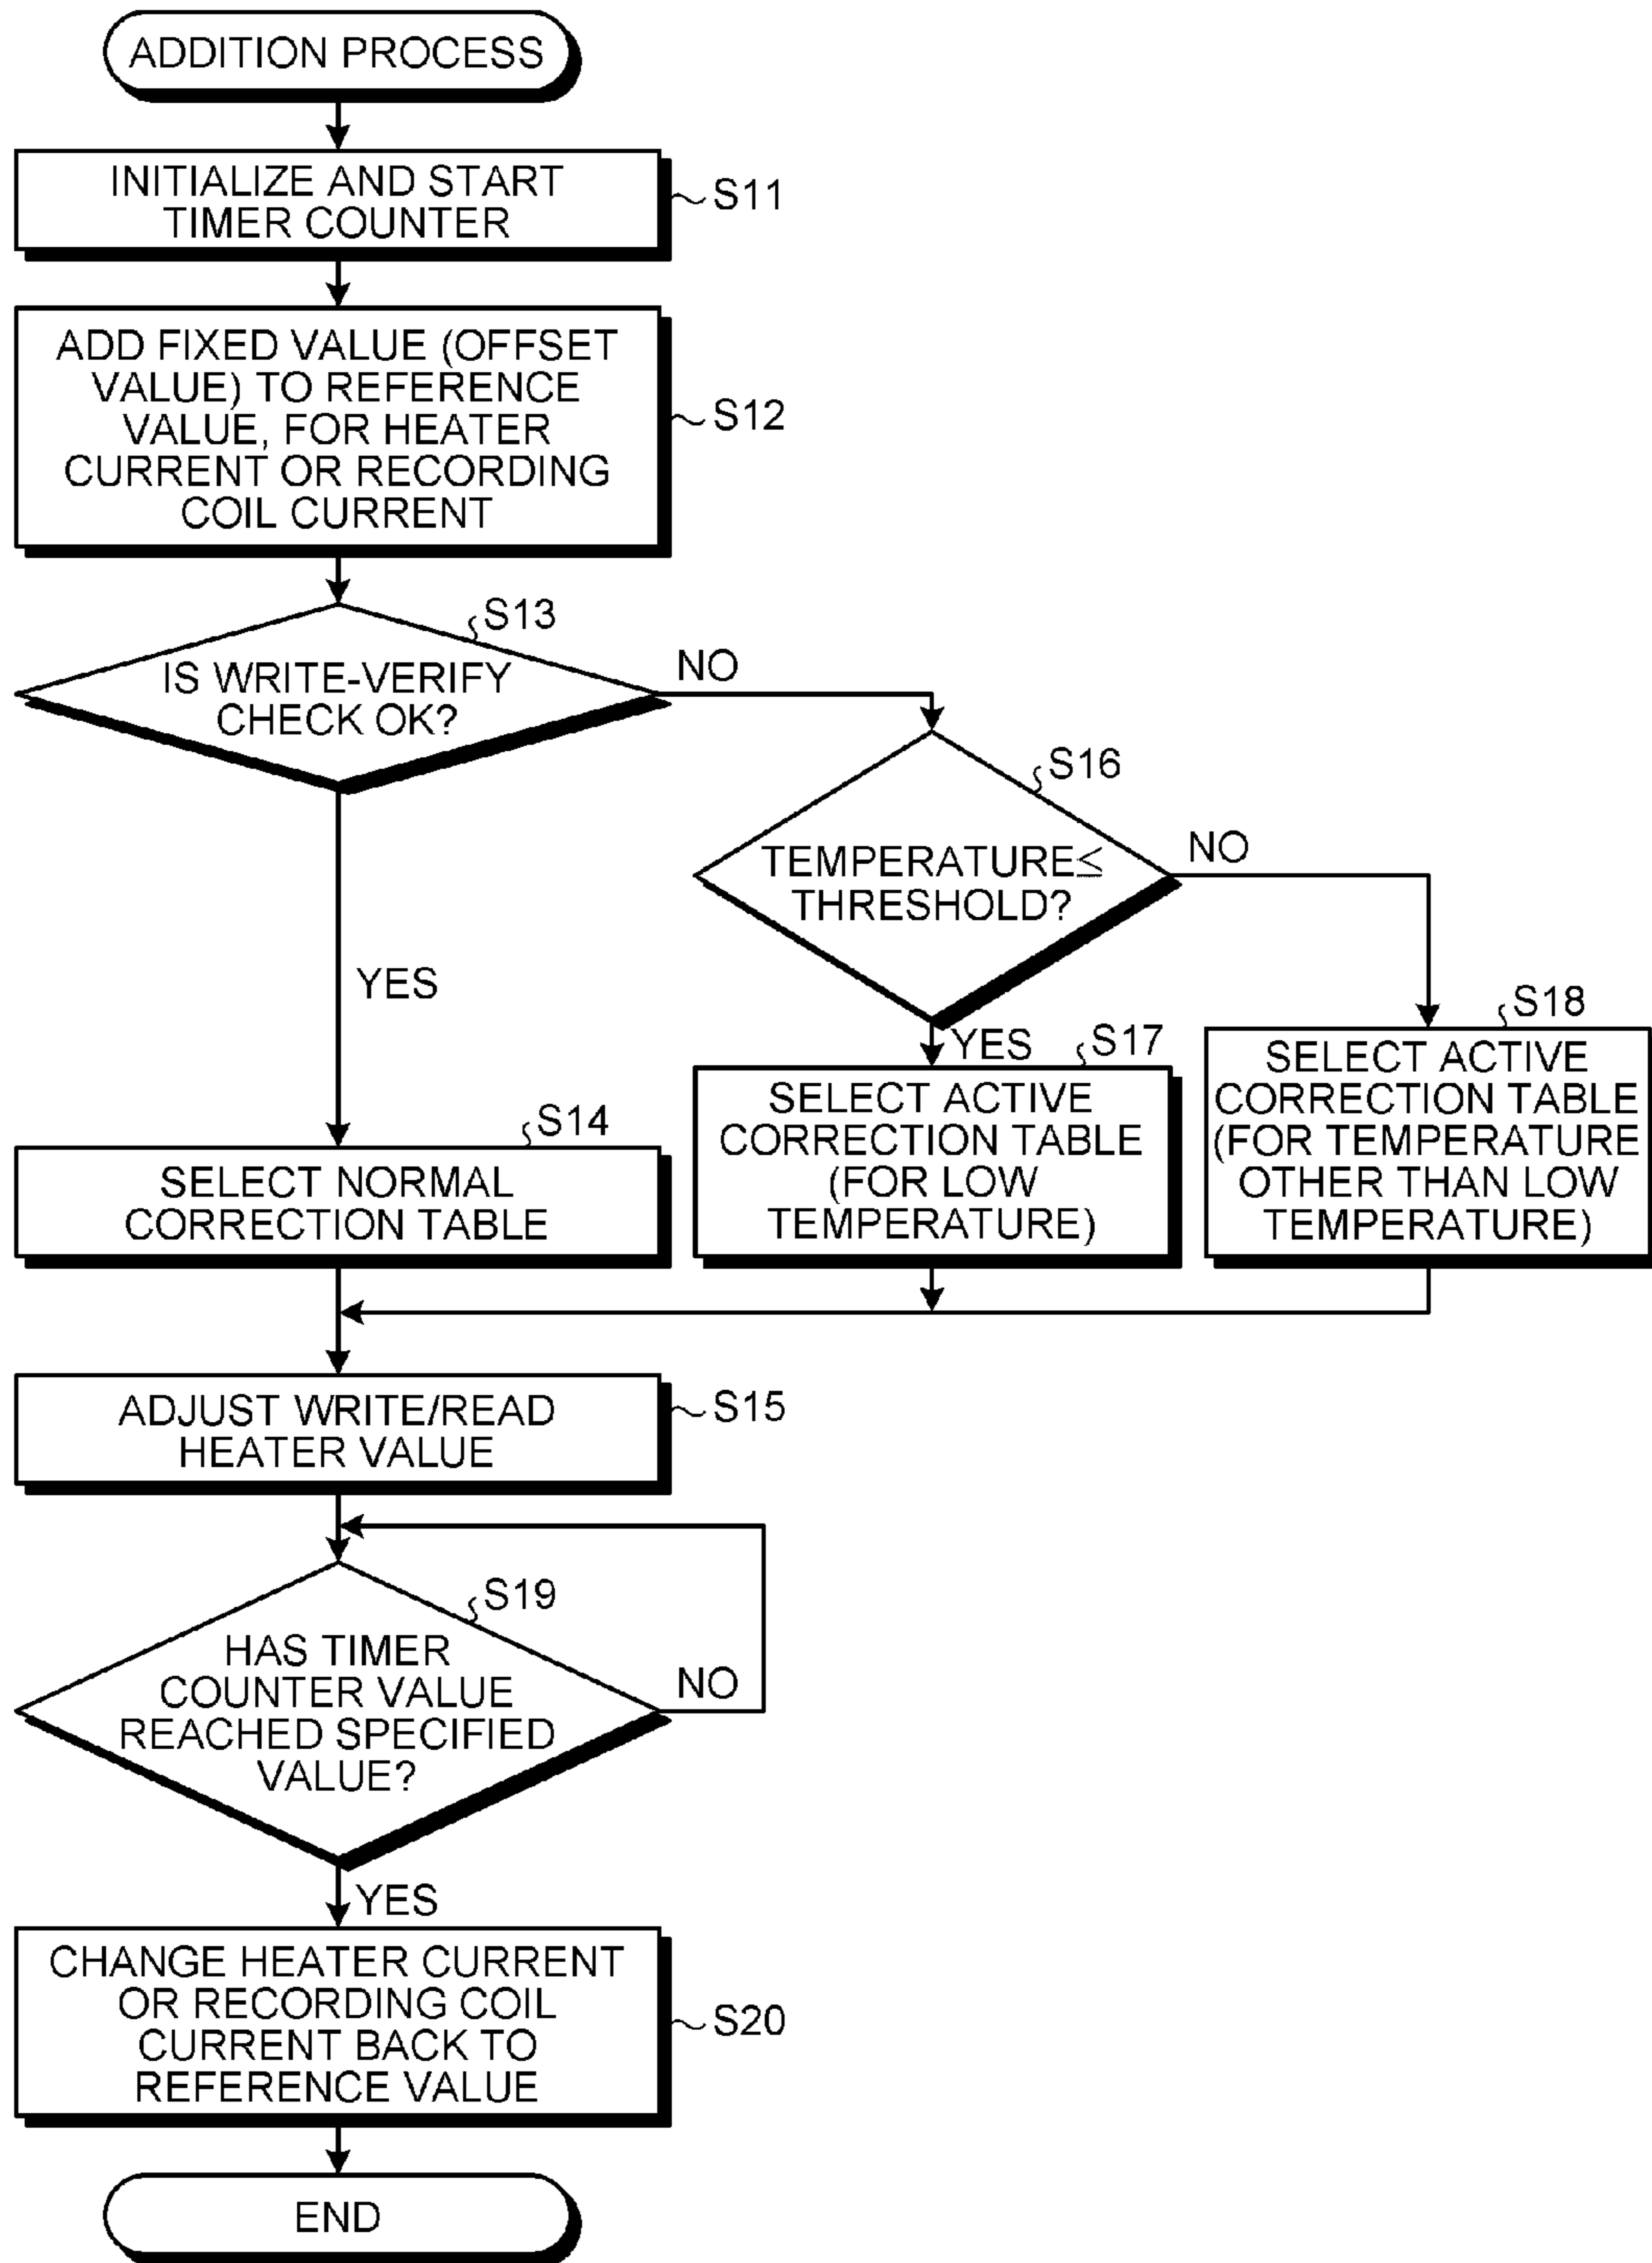 ADDITION PROCESS
INITIALIZE AND START
TIMER COUNTER
S11
ADD FIXED VALUE (OFFSET
VALUE) TO REFERENCE
VALUE, FOR HEATER
CURRENT OR RECORDING
COIL CURRENT
S12
S13
IS WRITE-VERIFY
CHECK OK?
NO
YES
S16
TEMPERATURE≦
THRESHOLD?
NO
YES
S14
SELECT NORMAL
CORRECTION TABLE
S17
SELECT ACTIVE
CORRECTION TABLE
(FOR LOW
TEMPERATURE)
S18
SELECT ACTIVE
CORRECTION TABLE
(FOR TEMPERATURE
OTHER THAN LOW
TEMPERATURE)
ADJUST WRITE/READ
HEATER VALUE
S15
S19
HAS TIMER
COUNTER VALUE
REACHED SPECIFIED
VALUE?
NO
YES
CHANGE HEATER CURRENT
OR RECORDING COIL
CURRENT BACK TO
REFERENCE VALUE
S20
END